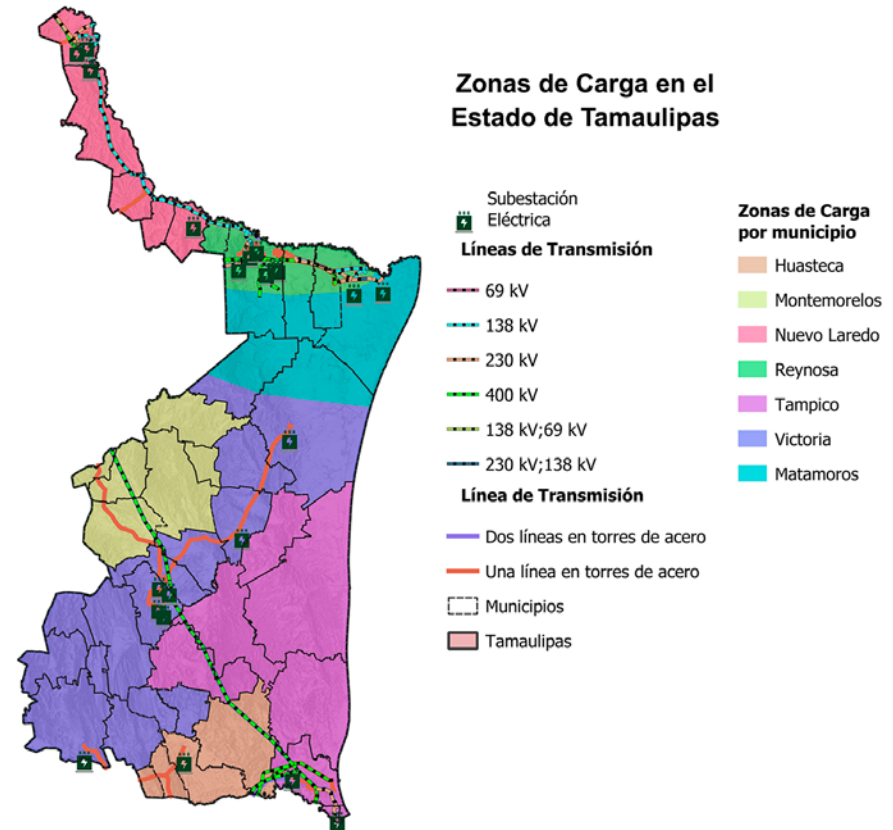 Zonas de Carga en el
Estado de Tamaulipas
Subestación
Eléctrica
Líneas de Transmisión
69 kV
138 kV
230 kV
400 kV
138 kV;69 kV
230 kV;138 kV
Línea de Transmisión
Dos líneas en torres de acero
Una línea en torres de acero
Municipios
Tamaulipas
Zonas de Carga
por municipio
Huasteca
Montemorelos
Nuevo Laredo
Reynosa
Tampico
Victoria
Matamoros